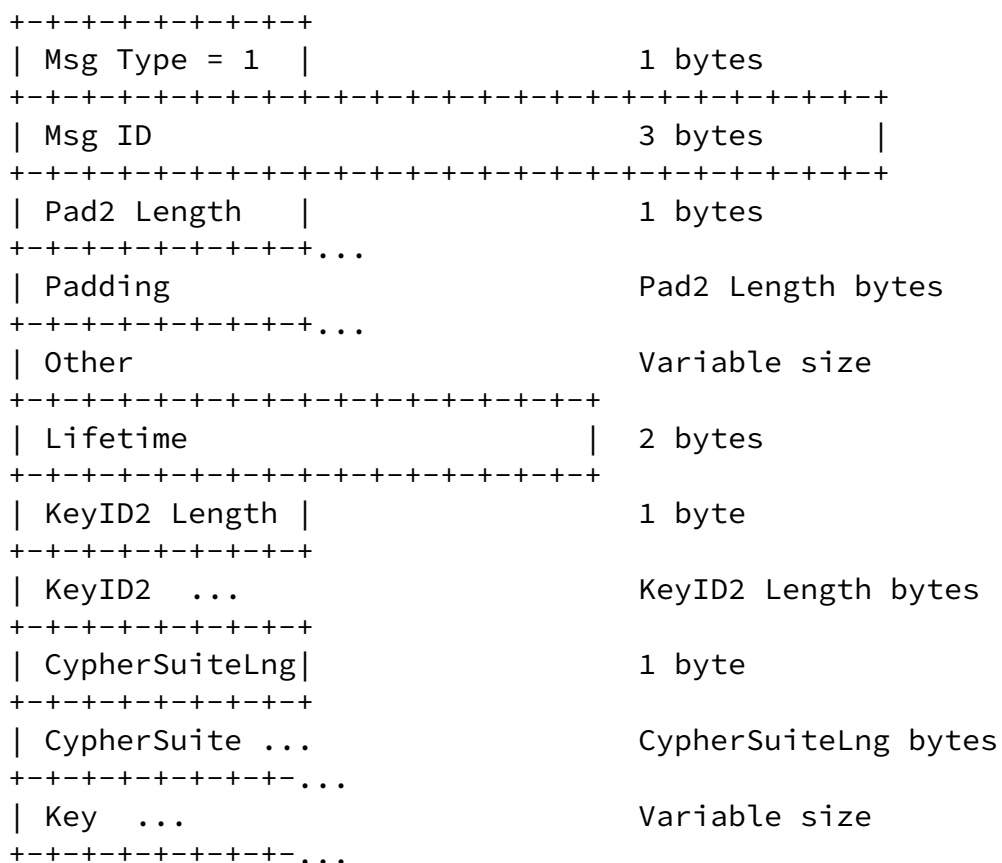 +-+-+-+-+-+-+-+-+
| Msg Type = 1  |                  1 bytes
+-+-+-+-+-+-+-+-+-+-+-+-+-+-+-+-+-+-+-+-+-+-+-+-+
| Msg ID                           3 bytes      |
+-+-+-+-+-+-+-+-+-+-+-+-+-+-+-+-+-+-+-+-+-+-+-+-+
| Pad2 Length   |                  1 bytes
+-+-+-+-+-+-+-+-+...
| Padding                          Pad2 Length bytes
+-+-+-+-+-+-+-+-+...
| Other                            Variable size
+-+-+-+-+-+-+-+-+-+-+-+-+-+-+-+-+
| Lifetime                      |  2 bytes
+-+-+-+-+-+-+-+-+-+-+-+-+-+-+-+-+
| KeyID2 Length |                  1 byte
+-+-+-+-+-+-+-+-+
| KeyID2  ...                      KeyID2 Length bytes
+-+-+-+-+-+-+-+-+
| CypherSuiteLng|                  1 byte
+-+-+-+-+-+-+-+-+
| CypherSuite ...                  CypherSuiteLng bytes
+-+-+-+-+-+-+-+-...
| Key  ...                         Variable size
+-+-+-+-+-+-+-+-...